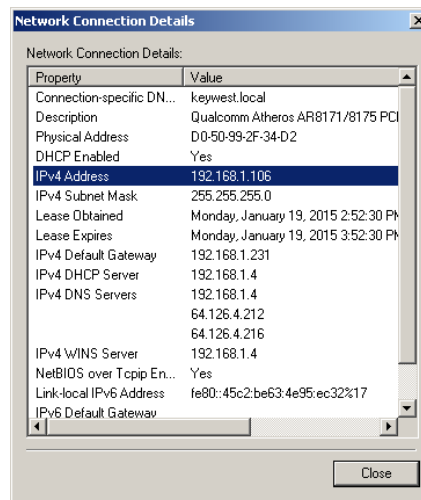 Network Connection Details
Network Connection Details:
Property Value
Connection-specific DN... keywest.local
Description Qualcomm Atheros AR8171/8175 PCI
Physical Address D0-50-99-2F-34-D2
DHCP Enabled Yes
IPv4 Address 192.168.1.106
IPv4 Subnet Mask 255.255.255.0
Lease Obtained Monday, January 19, 2015 2:52:30 PM
Lease Expires Monday, January 19, 2015 3:52:30 PM
IPv4 Default Gateway 192.168.1.231
IPv4 DHCP Server 192.168.1.4
IPv4 DNS Servers 192.168.1.4
64.126.4.212
64.126.4.216
IPv4 WINS Server 192.168.1.4
NetBIOS over Tcpip En... Yes
Link-local IPv6 Address fe80::45c2:be63:4e95:ec32%17
IPv6 Default Gateway
Close